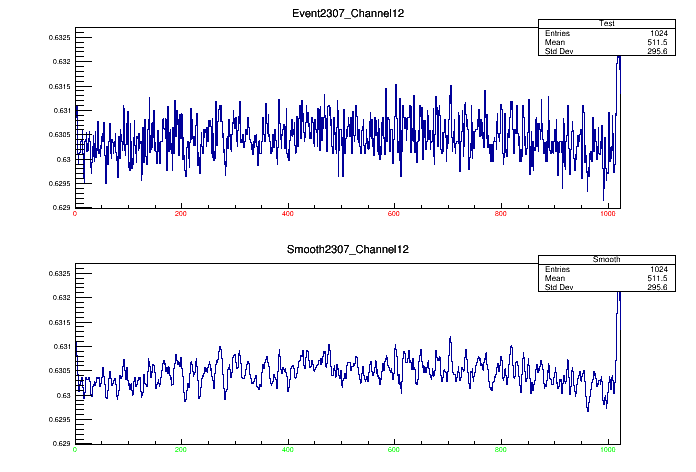 Event2307_Channel12
Test
Entries 1024
Mean 511.5
Std Dev 295.6
0.6325
0.632
0.6315
0.631
0.6305
0.63
0.6295
0.629
0 200 400 600 800 1000
Smooth2307_Channel12
Smooth
Entries 1024
Mean 511.5
Std Dev 295.6
0.6325
0.632
0.6315
0.631
0.6305
0.63
0.6295
0.629
0 200 400 600 800 1000